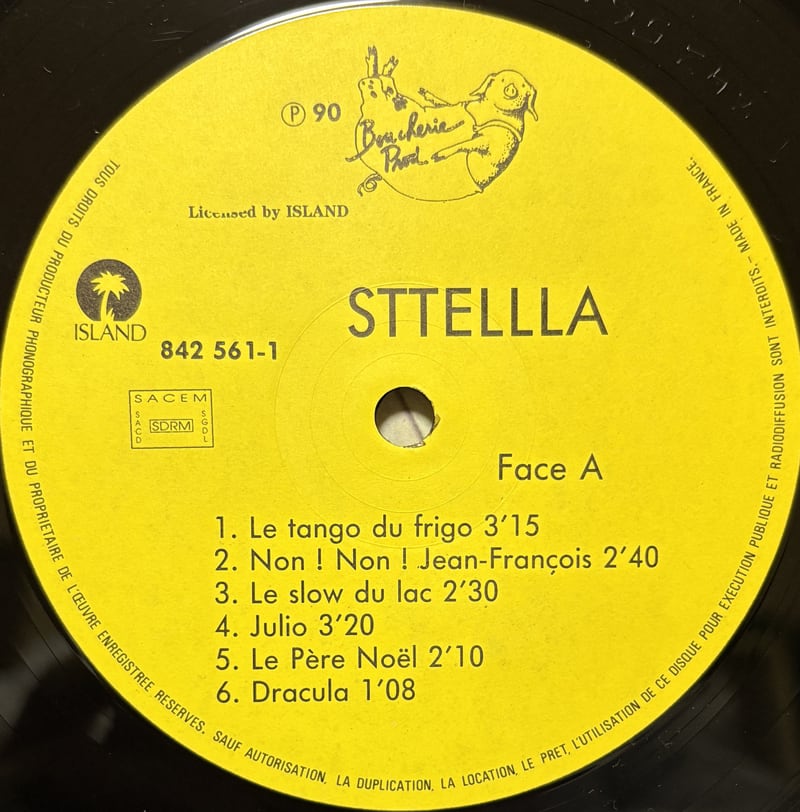 Ⓟ 90
Boucherie
Prod.
Licensed by ISLAND
ISLAND
842 561-1
STTELLLA
SACEM
SACD
SDRM
SGDL
Face A
1. Le tango du frigo 3'15
2. Non ! Non ! Jean-François 2'40
3. Le slow du lac 2'30
4. Julio 3'20
5. Le Père Noël 2'10
6. Dracula 1'08
TOUS DROITS DU PRODUCTEUR PHONOGRAPHIQUE ET DU PROPRIETAIRE DE L'ŒUVRE ENREGISTREE RESERVES. SAUF AUTORISATION, LA DUPLICATION, LA LOCATION, LE PRET, L'UTILISATION DE CE DISQUE POUR EXECUTION PUBLIQUE ET RADIODIFFUSION SONT INTERDITS. - MADE IN FRANCE.